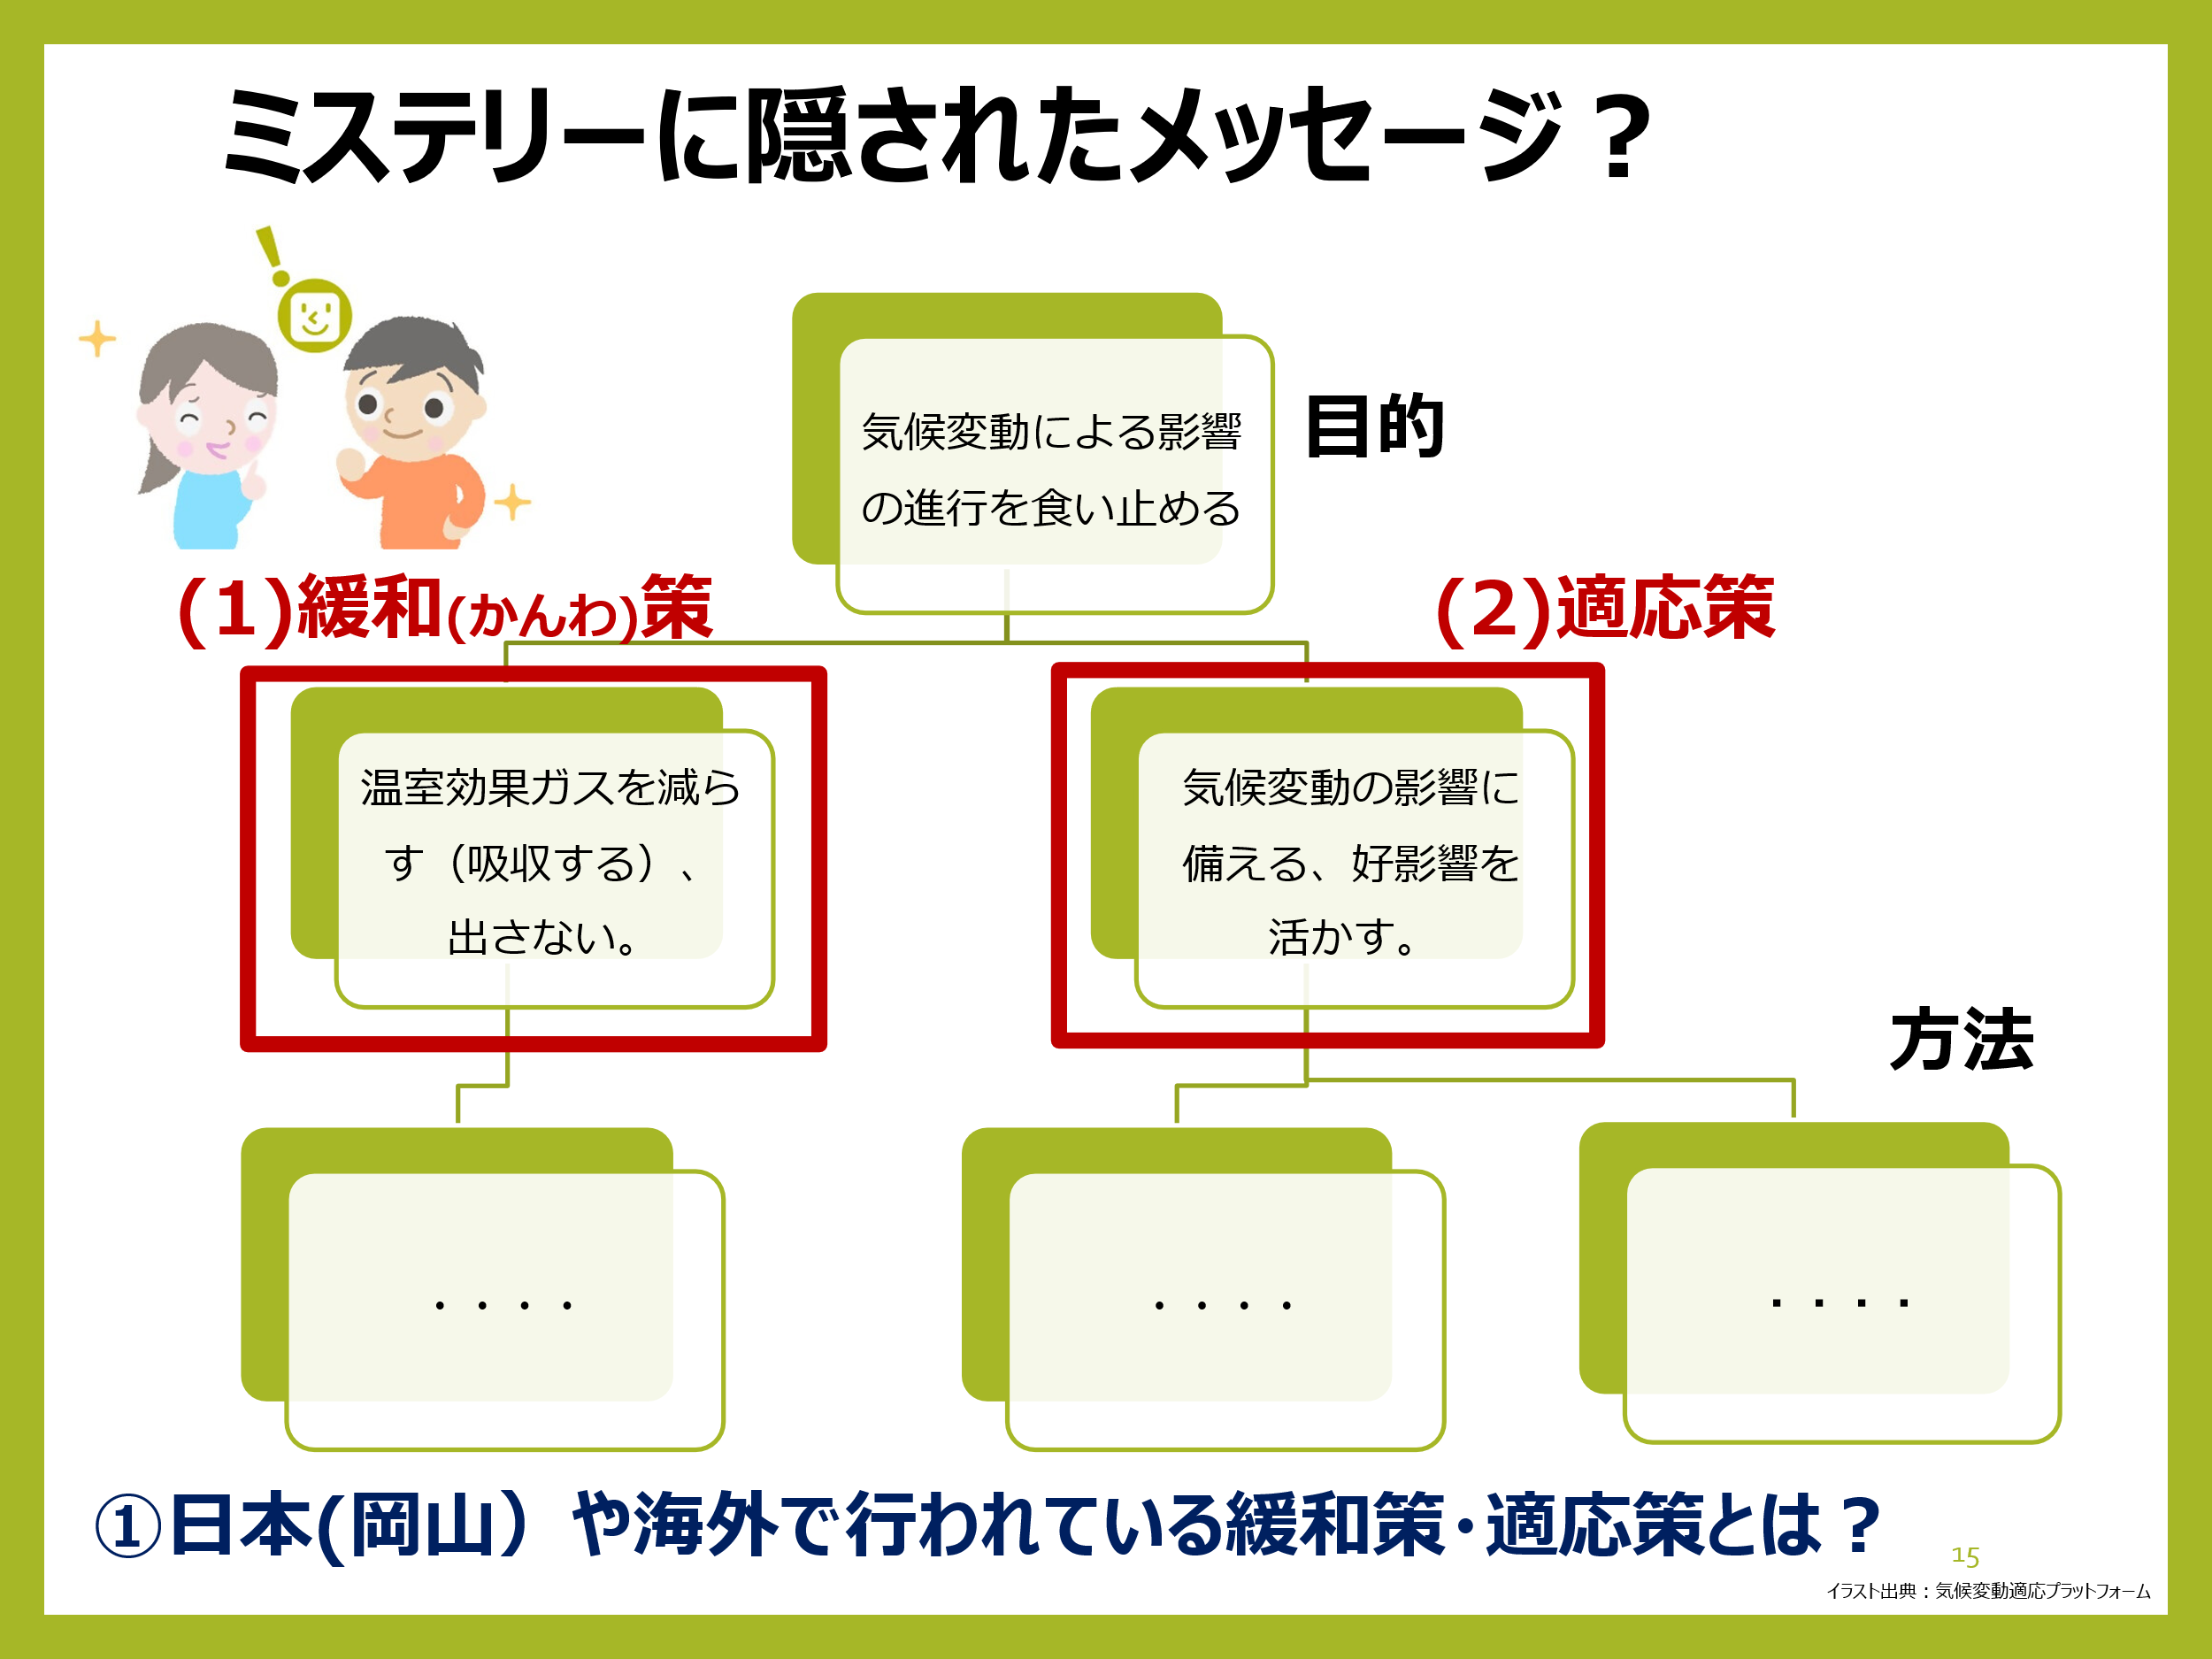 ミステリーに隠されたメッセージ？
気候変動による影響
の進行を食い止める
目的
(1)緩和(かんわ)策
(2)適応策
温室効果ガスを減ら
す（吸収する）、
出さない。
気候変動の影響に
備える、好影響を
活かす。
方法
・・・・
・・・・
・・・・
①日本(岡山）や海外で行われている緩和策・適応策とは？
15
イラスト出典：気候変動適応プラットフォーム